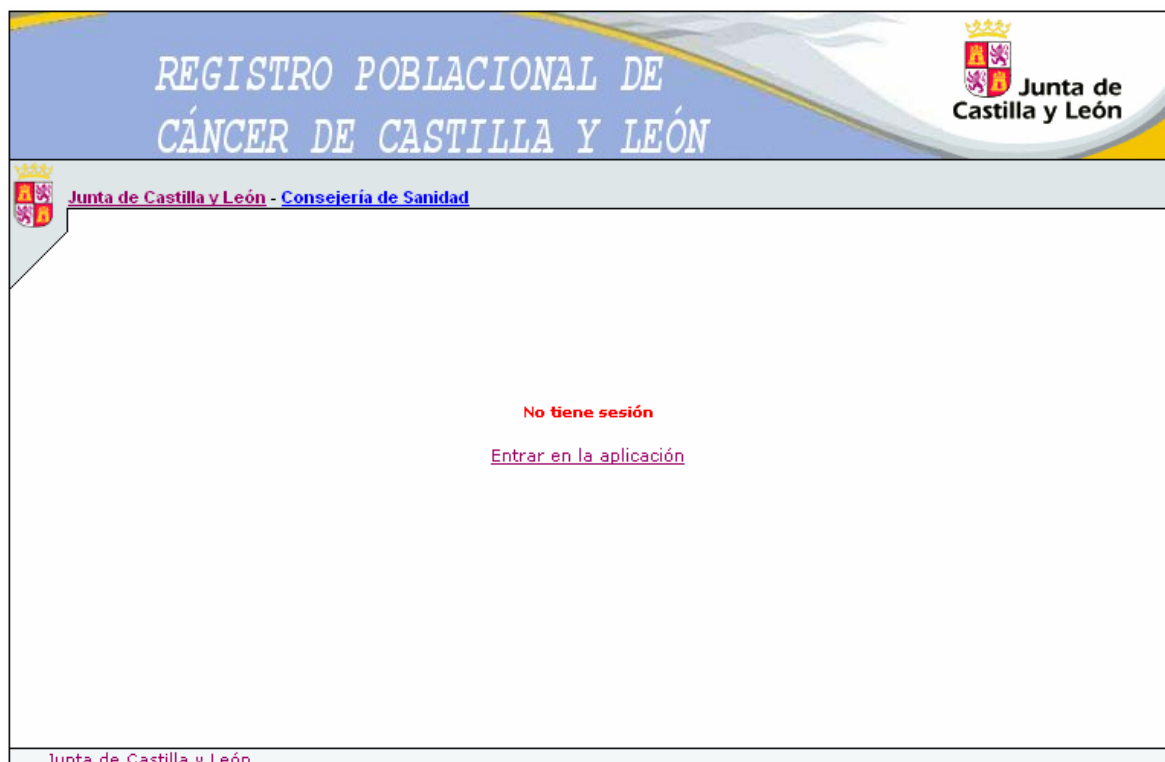 REGISTRO POBLACIONAL DE
CÁNCER DE CASTILLA Y LEÓN
Junta de
Castilla y León
Junta de Castilla y León - Consejería de Sanidad
No tiene sesión
Entrar en la aplicación
Junta de Castilla y León